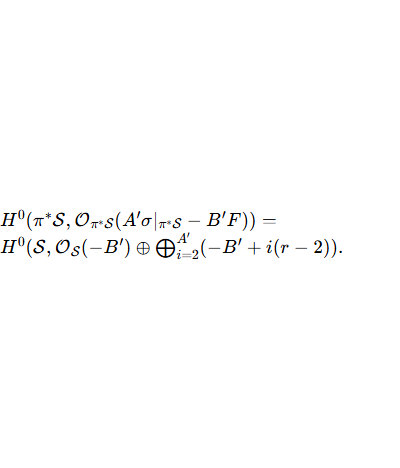 $H^0(\pi^*\mathcal{S}, \mathcal{O}_{\pi^*\mathcal{S}}(A'\sigma|_{\pi^*\mathcal{S}} - B'F)) =$
$H^0(\mathcal{S}, \mathcal{O}_{\mathcal{S}}(-B') \oplus \bigoplus_{i=2}^{A'}(-B' + i(r-2)).$